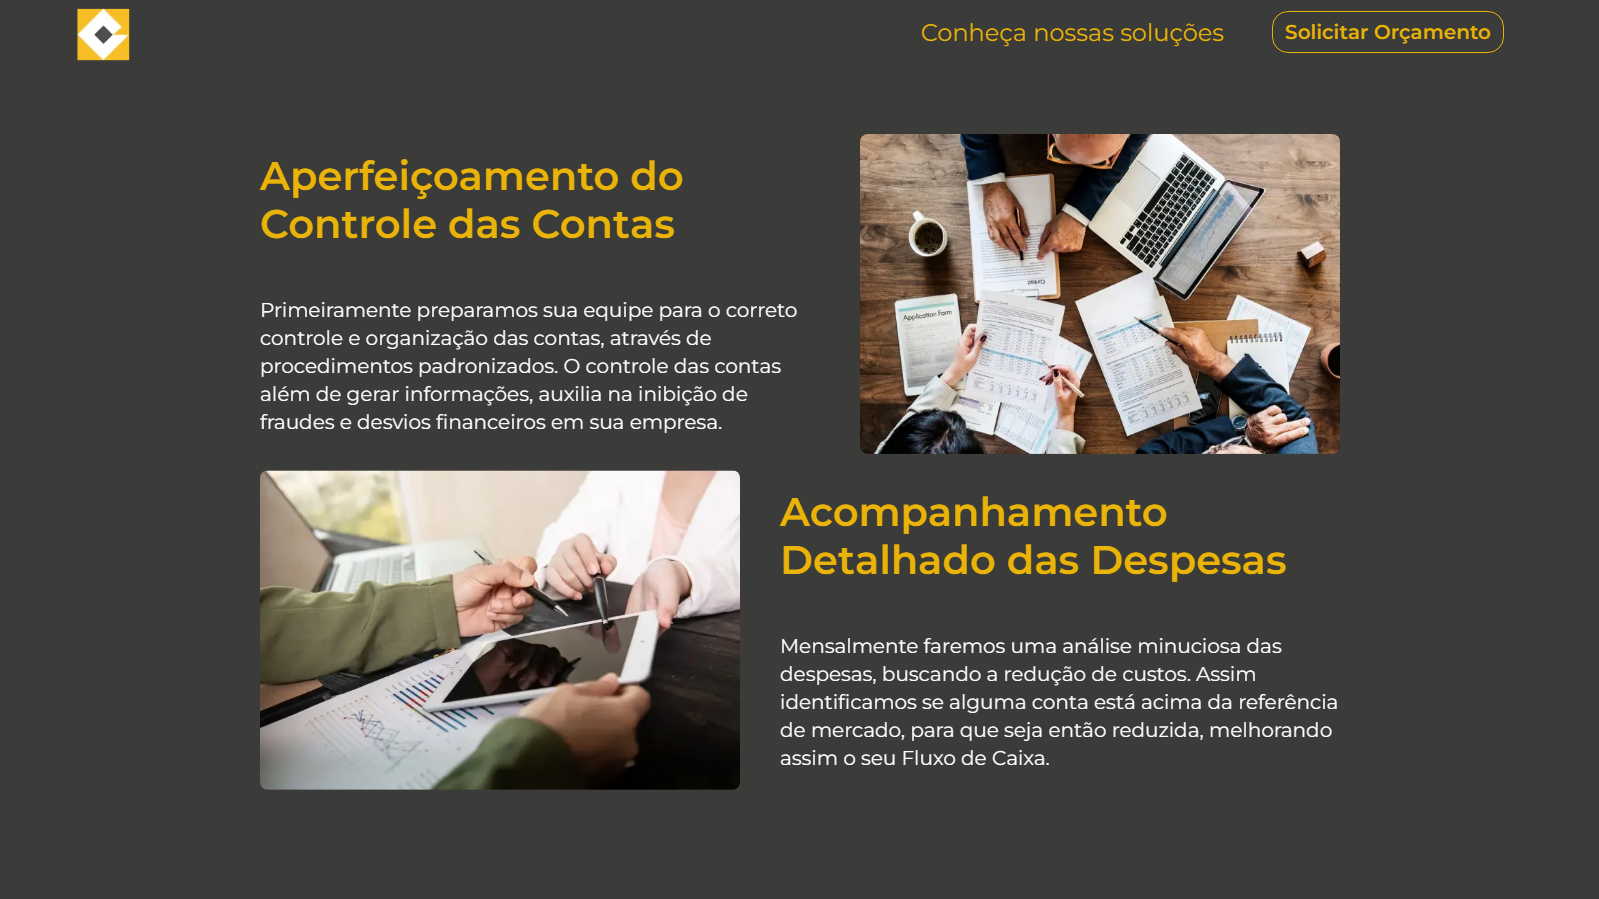 Conheça nossas soluções
Solicitar Orçamento
Aperfeiçoamento do
Controle das Contas
Primeiramente preparamos sua equipe para o correto
controle e organização das contas, através de
procedimentos padronizados. O controle das contas
além de gerar informações, auxilia na inibição de
fraudes e desvios financeiros em sua empresa.
Contract
Application Form
Acompanhamento
Detalhado das Despesas
Mensalmente faremos uma análise minuciosa das
despesas, buscando a redução de custos. Assim
identificamos se alguma conta está acima da referência
de mercado, para que seja então reduzida, melhorando
assim o seu Fluxo de Caixa.